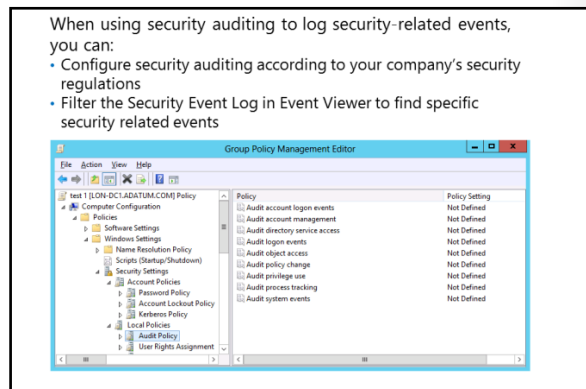 When using security auditing to log security-related events,
you can:
• Configure security auditing according to your company's security
regulations
• Filter the Security Event Log in Event Viewer to find specific
security related events
Group Policy Management Editor
File Action View Help
test 1 [LON-DC1.ADATUM.COM] Policy
Computer Configuration
Policies
Software Settings
Windows Settings
Name Resolution Policy
Scripts (Startup/Shutdown)
Security Settings
Account Policies
Password Policy
Account Lockout Policy
Kerberos Policy
Local Policies
Audit Policy
User Rights Assignment
Policy Policy Setting
Audit account logon events Not Defined
Audit account management Not Defined
Audit directory service access Not Defined
Audit logon events Not Defined
Audit object access Not Defined
Audit policy change Not Defined
Audit privilege use Not Defined
Audit process tracking Not Defined
Audit system events Not Defined